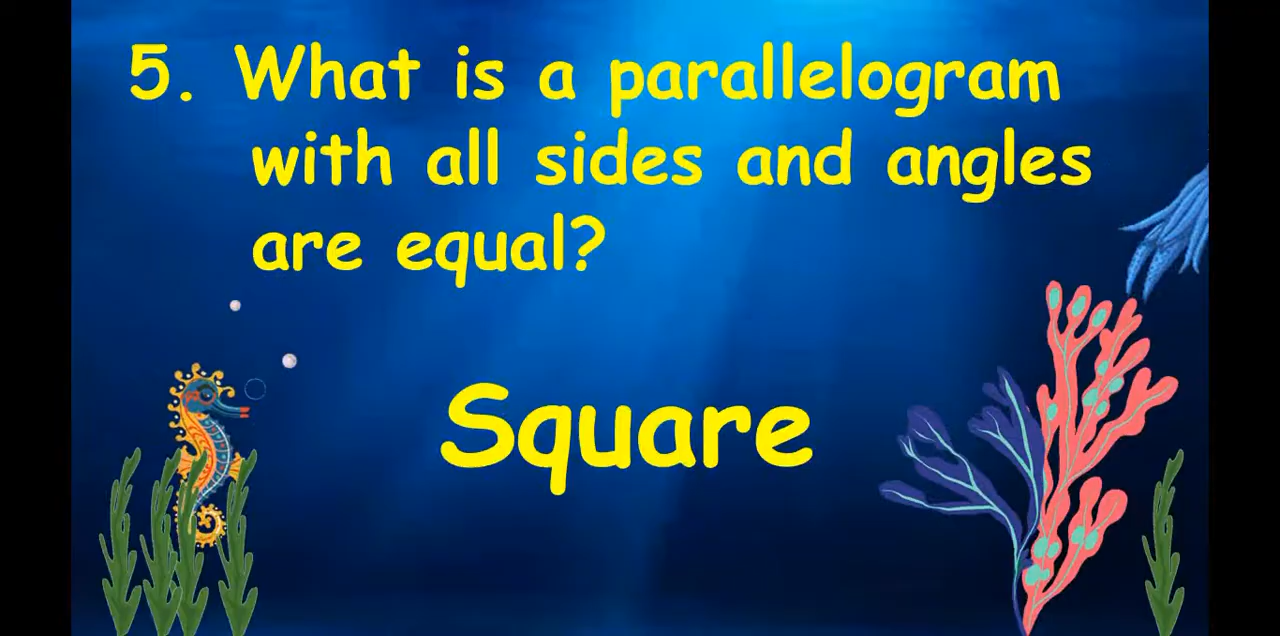 5. What is a parallelogram
with all sides and angles
are equal?
Square